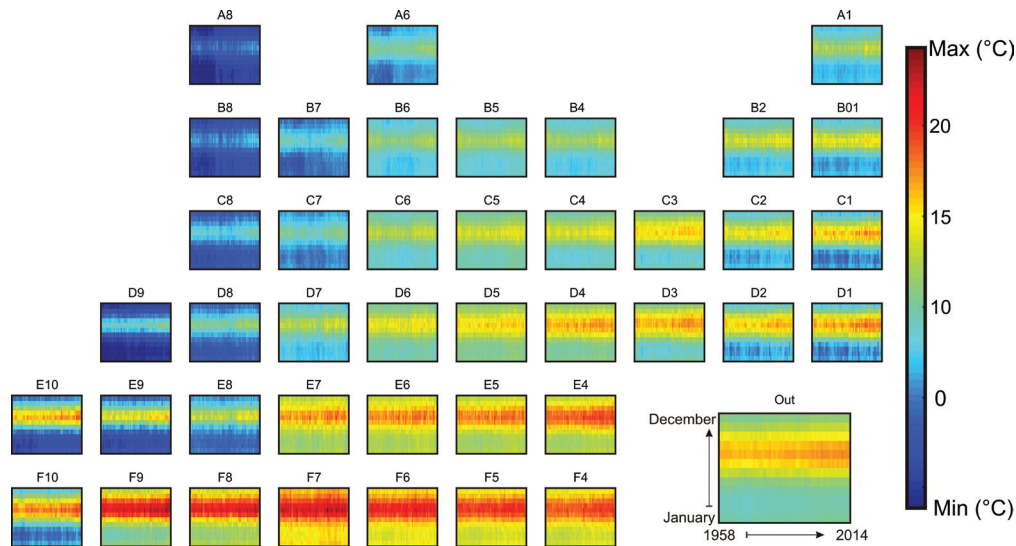 A8 A6 A1
Max (°C)
20
B8 B7 B6 B5 B4 B2 B01
C8 C7 C6 C5 C4 C3 C2 C1
15
D9 D8 D7 D6 D5 D4 D3 D2 D1
10
E10 E9 E8 E7 E6 E5 E4
0
Out
December
F10 F9 F8 F7 F6 F5 F4
Min (°C)
January
1958 2014